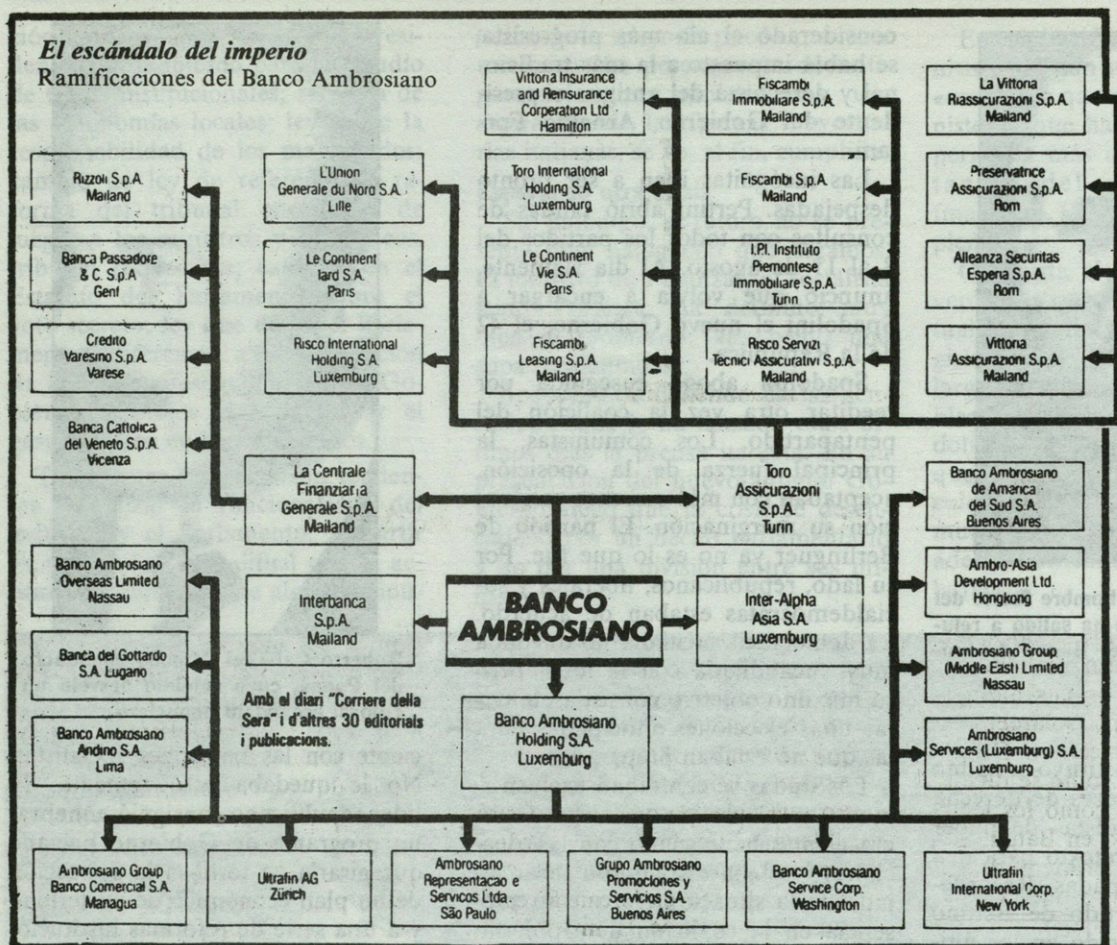 El escándalo del imperio
Ramificaciones del Banco Ambrosiano
Vittoria Insurance
and Reinsurance
Corporation Ltd
Hamilton
Fiscambi
Immobiliare S.p.A.
Mailand
La Vittoria
Riassicurazioni S.p.A.
Mailand
Rizzoli S.p.A.
Mailand
L'Union
Generale du Nord S.A.
Lille
Toro International
Holding S.A.
Luxemburg
Fiscambi S.p.A.
Mailand
Preservatrice
Assicurazioni S.p.A.
Rom
Banca Passadore
& C. S.p.A
Genf
Le Continent
Iard S.A.
Paris
Le Continent
Vie S.A.
Paris
I.P.I. Instituto
Piemontese
Immobiliare S.p.A.
Turin
Alleanza Securitas
Esperia S.p.A.
Rom
Credito
Varesino S.p.A.
Varese
Risco International
Holding S.A.
Luxemburg
Fiscambi
Leasing S.p.A.
Mailand
Risco Servizi
Tecnici Assicurativi S.p.A.
Mailand
Vittoria
Assicurazioni S.p.A.
Mailand
Banca Cattolica
del Veneto S.p.A.
Vicenza
La Centrale
Finanziaria
Generale S.p.A.
Mailand
Toro
Assicurazioni
S.p.A.
Turin
Banco Ambrosiano
de América
del Sud S.A.
Buenos Aires
Banco Ambrosiano
Overseas Limited
Nassau
Interbanca
S.p.A.
Mailand
BANCO
AMBROSIANO
Inter-Alpha
Asia S.A.
Luxemburg
Ambro-Asia
Development Ltd.
Hongkong
Banca del Gottardo
S.A. Lugano
Ambrosiano Group
(Middle East) Limited
Nassau
Amb el diari "Corriere della
Sera" i d'altres 30 editorials
i publicacions.
Banco Ambrosiano
Andino S.A.
Lima
Banco Ambrosiano
Holding S.A.
Luxemburg
Ambrosiano
Services (Luxemburg) S.A.
Luxemburg
Ambrosiano Group
Banco Comercial S.A.
Managua
Ultrafin AG
Zürich
Ambrosiano
Representacao e
Servicos Ltda
São Paulo
Grupo Ambrosiano
Promociones y
Servicios S.A.
Buenos Aires
Banco Ambrosiano
Service Corp.
Washington
Ultrafin
International Corp.
New York